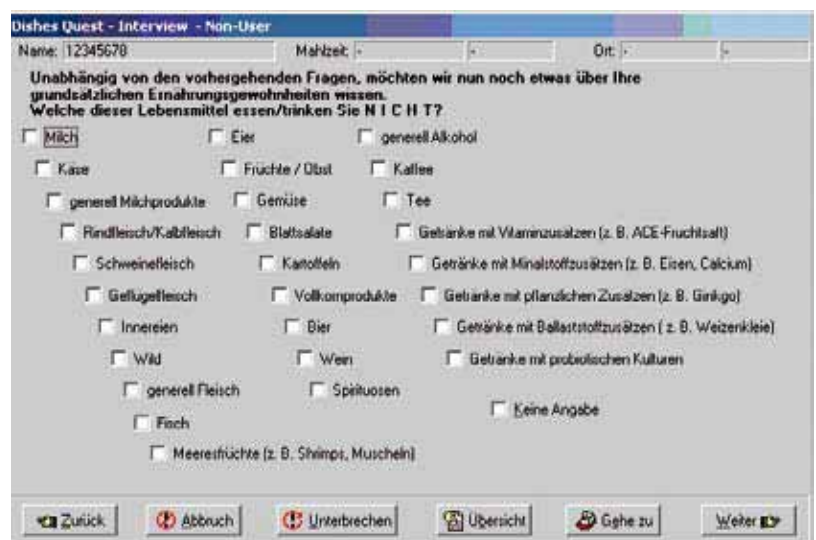 Dishes Quest - Interview - Non-User
Name: 12345678 Mahlzeit: - - Ort: - -
Unabhängig von den vorhergehenden Fragen, möchten wir nun noch etwas über Ihre
grundsätzlichen Ernährungsgewohnheiten wissen.
Welche dieser Lebensmittel essen/trinken Sie N I C H T?
Milch Eier generell Alkohol
Käse Früchte / Obst Kaffee
generell Milchprodukte Gemüse Tee
Rindfleisch/Kalbfleisch Blattsalate Getränke mit Vitaminzusätzen (z. B. ACE-Fruchtsaft)
Schweinefleisch Kartoffeln Getränke mit Minalstoffzusätzen (z. B. Eisen, Calcium)
Geflügelfleisch Vollkornprodukte Getränke mit pflanzlichen Zusätzen (z. B. Ginkgo)
Innereien Bier Getränke mit Ballaststoffzusätzen ( z. B. Weizenkleie)
Wild Wein Getränke mit probiotischen Kulturen
generell Fleisch Spirituosen
Keine Angabe
Fisch
Meeresfrüchte (z. B. Shrimps, Muscheln)
Zurück Abbruch Unterbrechen Übersicht Gehe zu Weiter